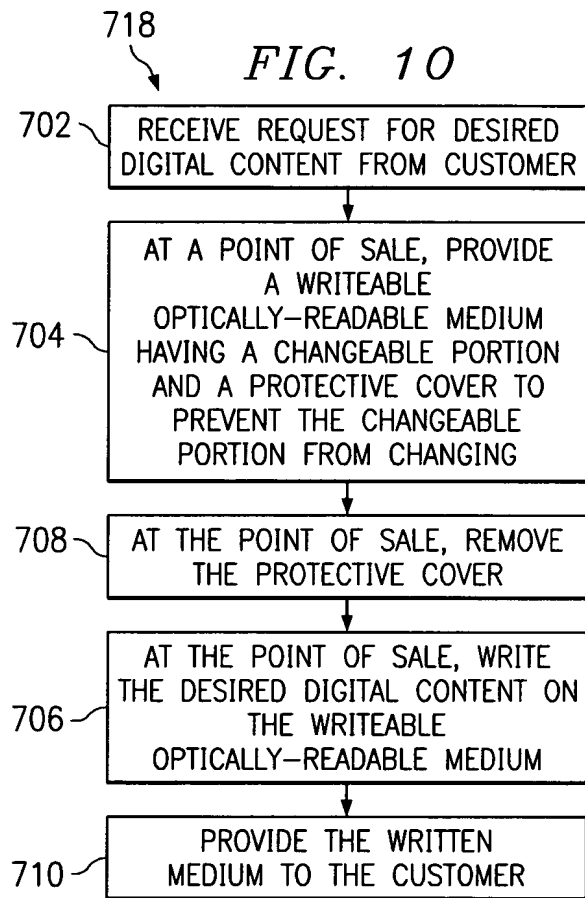 718
FIG. 10
702
RECEIVE REQUEST FOR DESIRED
DIGITAL CONTENT FROM CUSTOMER
704
AT A POINT OF SALE, PROVIDE
A WRITEABLE
OPTICALLY-READABLE MEDIUM
HAVING A CHANGEABLE PORTION
AND A PROTECTIVE COVER TO
PREVENT THE CHANGEABLE
PORTION FROM CHANGING
708
AT THE POINT OF SALE, REMOVE
THE PROTECTIVE COVER
706
AT THE POINT OF SALE, WRITE
THE DESIRED DIGITAL CONTENT ON
THE WRITEABLE
OPTICALLY-READABLE MEDIUM
710
PROVIDE THE WRITTEN
MEDIUM TO THE CUSTOMER